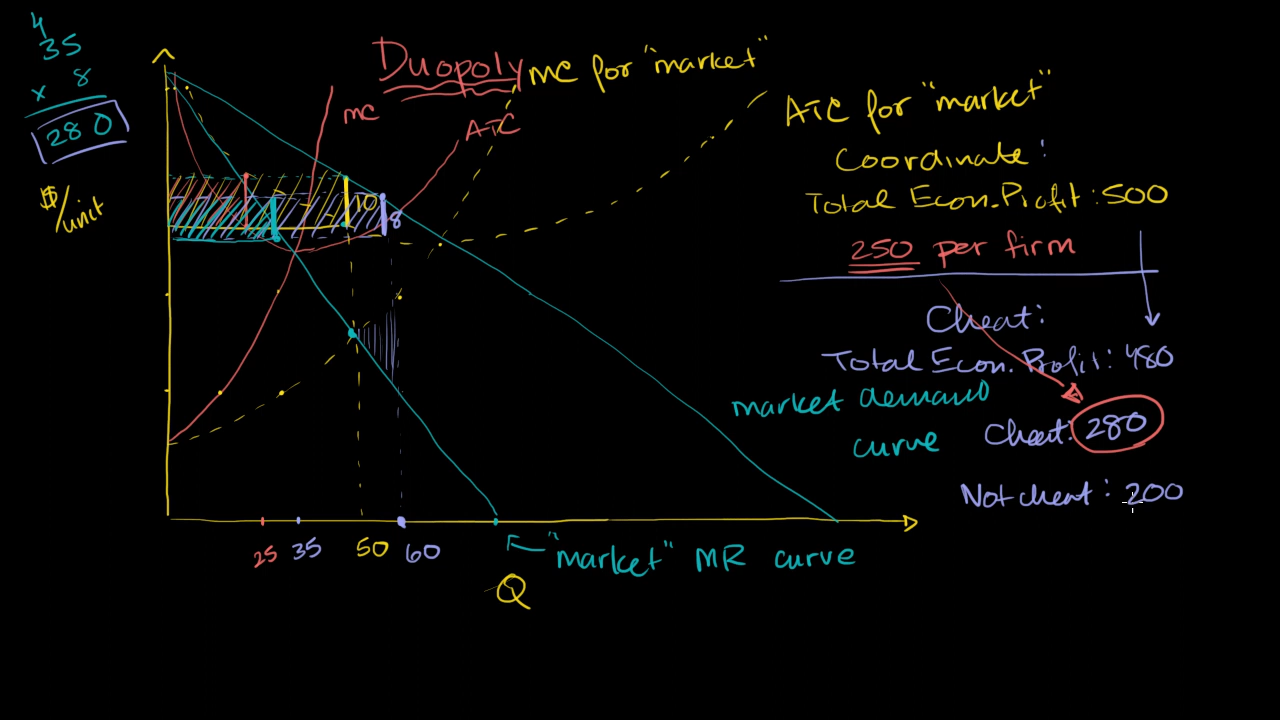 4
35
x 8
280
$/unit
Duopoly
MC for "market"
MC
ATC
ATC for "market"
Coordinate:
Total Econ. Profit: 500
250 per firm
Cheat:
Total Econ. Profit: 480
Cheat: 280
Not cheat: 200
market demand
curve
10
8
25 35 50 60
"market" MR curve
Q